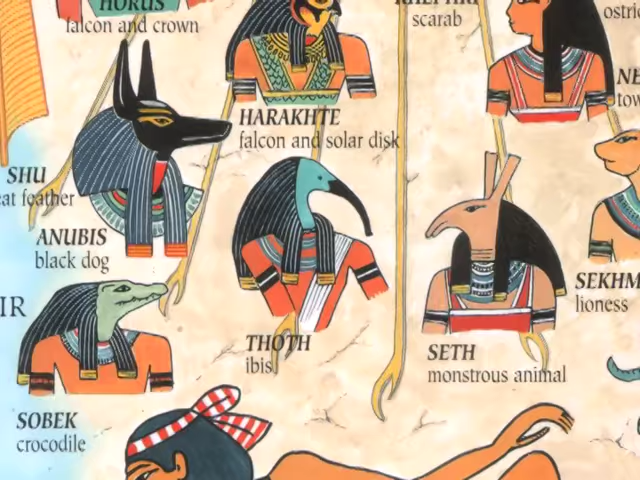 HORUS
falcon and crown
scarab
HARAKHTE
falcon and solar disk
SHU
feather
ANUBIS
black dog
THOTH
ibis
SETH
monstrous animal
lioness
IR
SOBEK
crocodile